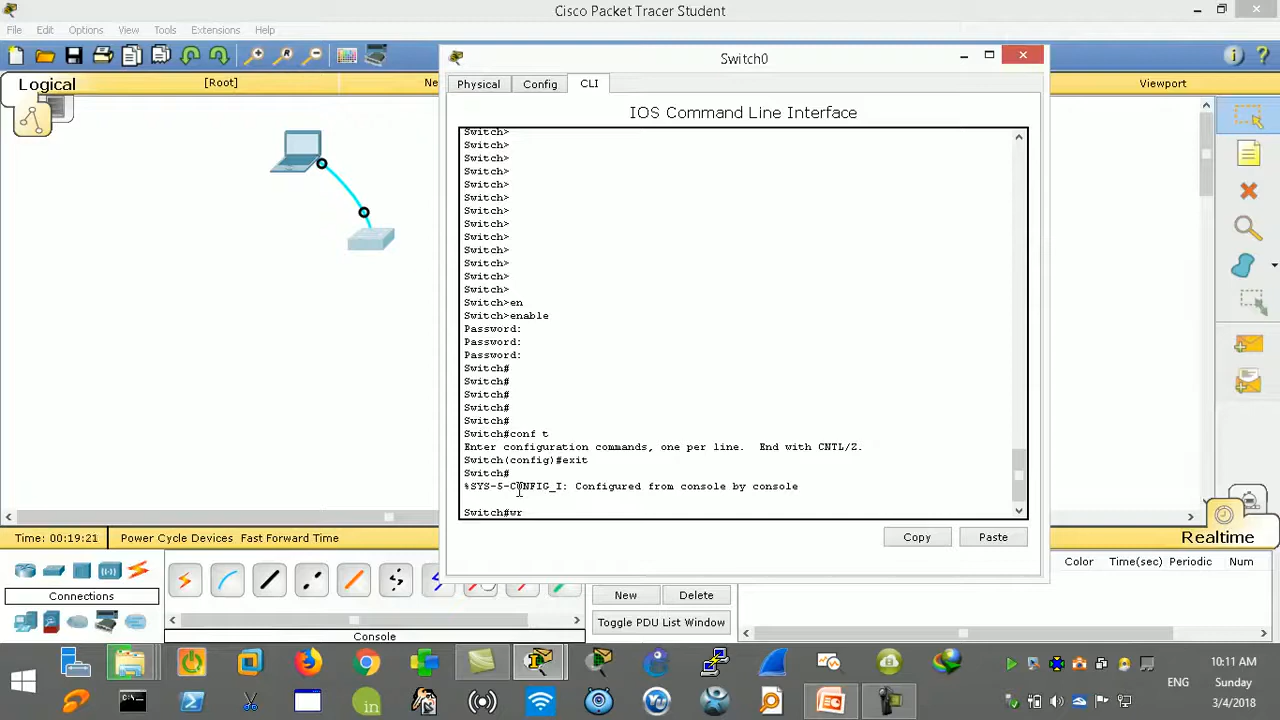 Cisco Packet Tracer Student
File Edit Options View Tools Extensions Help
Logical
[Root]
Ne
Viewport
Switch0
Physical
Config
CLI
IOS Command Line Interface
Switch>
Switch>
Switch>
Switch>
Switch>
Switch>
Switch>
Switch>
Switch>
Switch>
Switch>
Switch>
Switch>
Switch>en
Switch>enable
Password:
Password:
Password:
Switch#
Switch#
Switch#
Switch#
Switch#
Switch#conf t
Enter configuration commands, one per line. End with CNTL/Z.
Switch(config)#exit
Switch#
%SYS-5-CONFIG_I: Configured from console by console
Switch#wr
Copy
Paste
Time: 00:19:21
Power Cycle Devices Fast Forward Time
Realtime
Connections
New
Delete
Toggle PDU List Window
Color Time(sec) Periodic Num
Console
10:11 AM
ENG
Sunday
3/4/2018